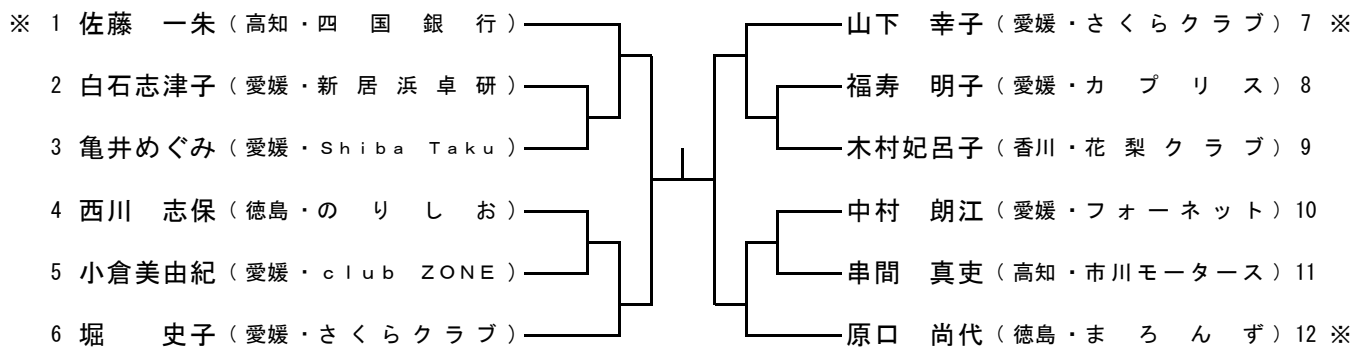 ※ 1 佐藤 一朱 (高知・四国銀行)
2 白石志津子 (愛媛・新居浜卓研)
3 亀井めぐみ (愛媛・Shiba Taku)
4 西川 志保 (徳島・のりしお)
5 小倉美由紀 (愛媛・club ZONE)
6 堀 史子 (愛媛・さくらクラブ)
山下 幸子 (愛媛・さくらクラブ) 7 ※
福寿 明子 (愛媛・カプリス) 8
木村妃呂子 (香川・花梨クラブ) 9
中村 朗江 (愛媛・フォーネット) 10
串間 真吏 (高知・市川モータース) 11
原口 尚代 (徳島・まろんず) 12 ※